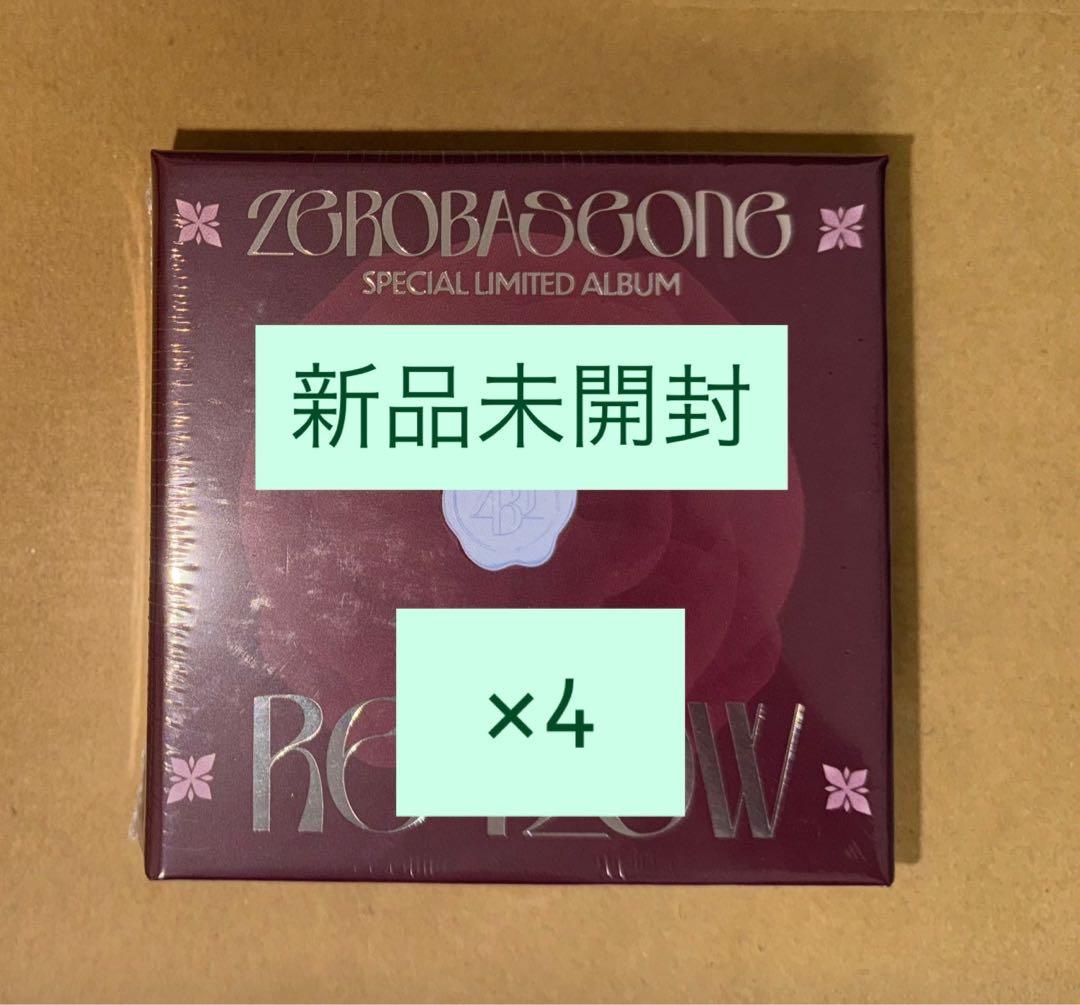 ZEROBASEONE
SPECIAL LIMITED ALBUM
新品未開封
×4